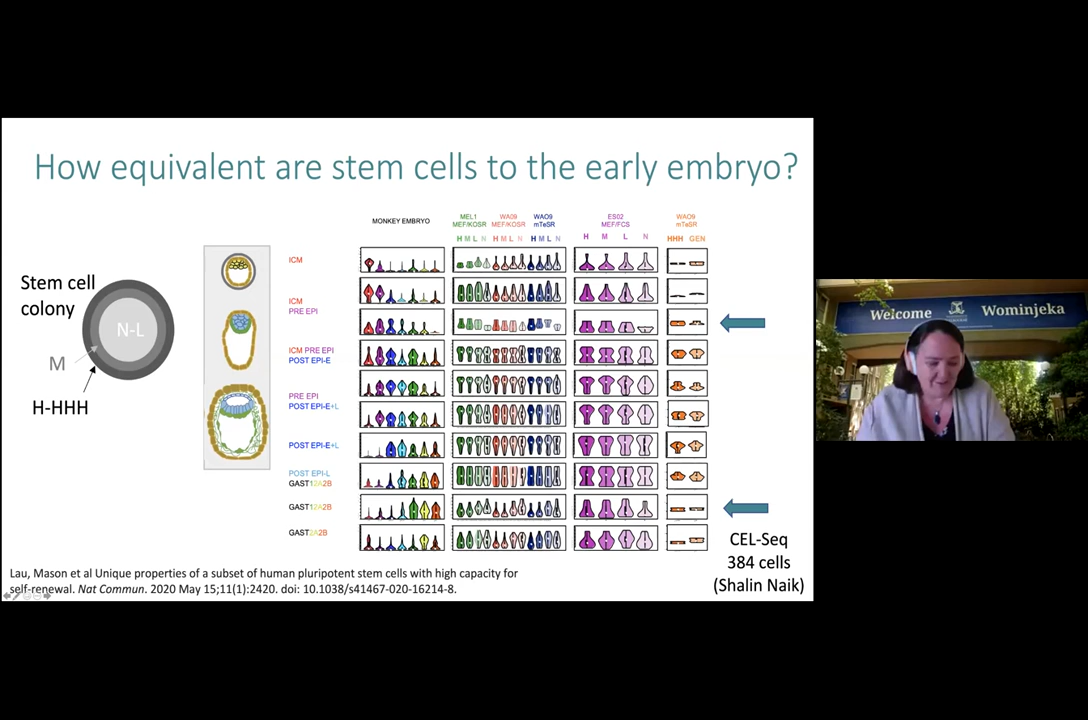 How equivalent are stem cells to the early embryo?
Stem cell
colony
N-L
M
H-HHH
MONKEY EMBRYO
MEL1
MEF/KOSR
WA09
MEF/KOSR
WAO9
mTeSR
ES02
MEF/FCS
WAO9
mTeSR
H M L N
H M L N
H M L N
H M L N
HHH GEN
ICM
ICM
PRE EPI
ICM PRE EPI
POST EPI-E
PRE EPI
POST EPI-E+L
POST EPI-E+L
POST EPI-L
GAST12A2B
GAST12A2B
GAST2A2B
CEL-Seq
384 cells
(Shalin Naik)
Lau, Mason et al Unique properties of a subset of human pluripotent stem cells with high capacity for
self-renewal. Nat Commun. 2020 May 15;11(1):2420. doi: 10.1038/s41467-020-16214-8.
Welcome
Wominjeka